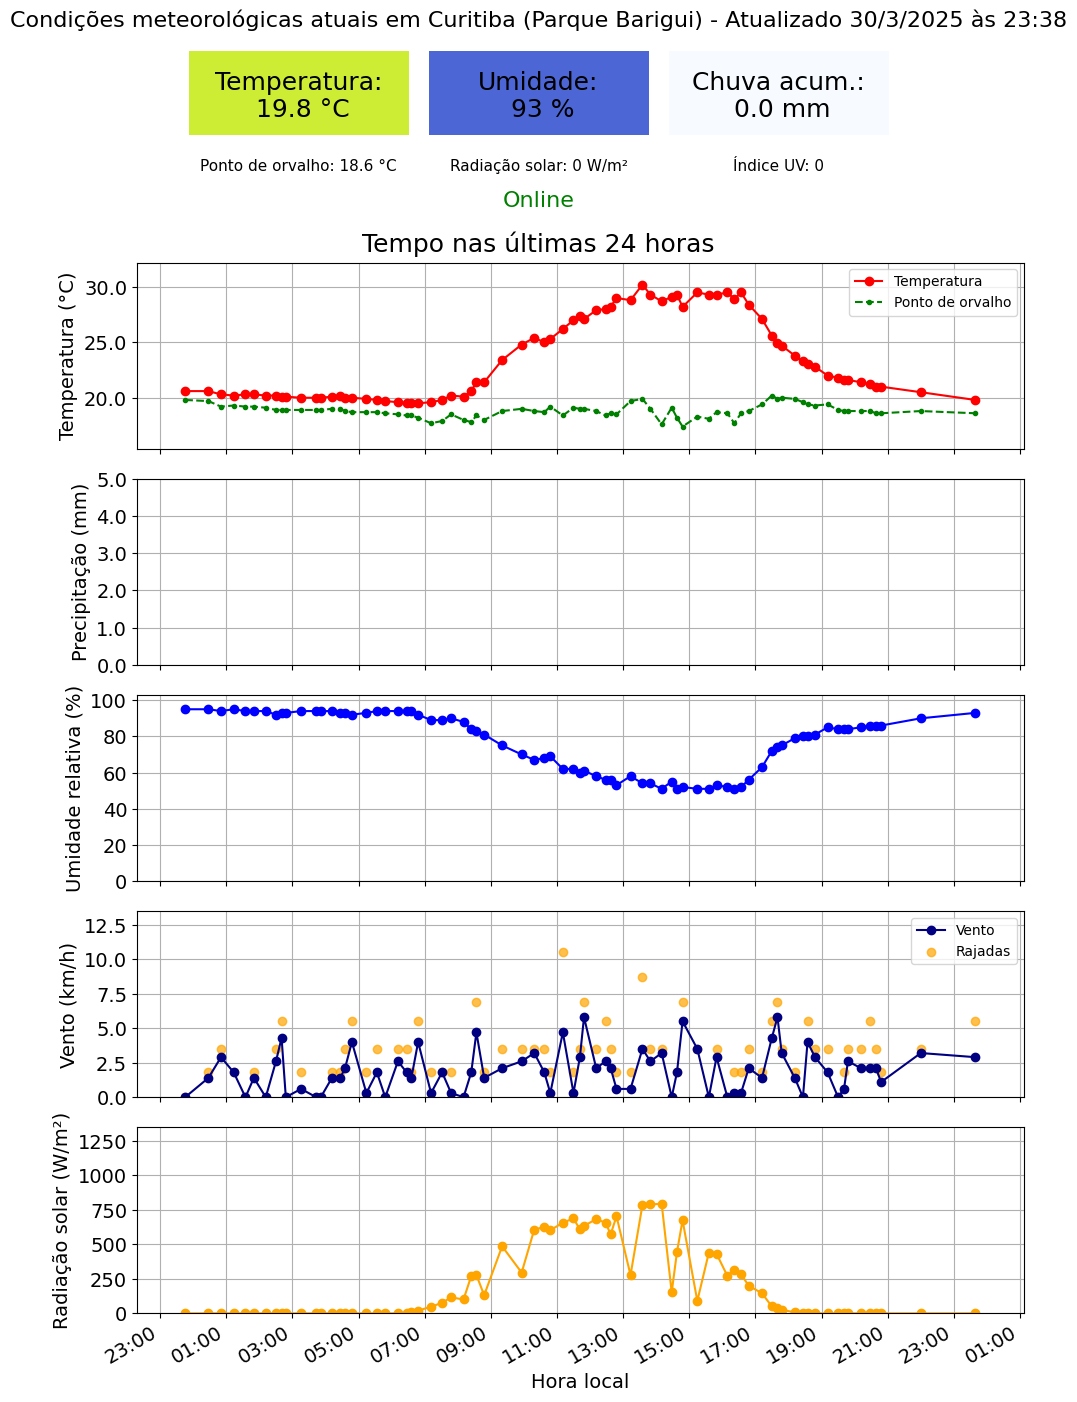 Condições meteorológicas atuais em Curitiba (Parque Barigui) - Atualizado 30/3/2025 às 23:38
Temperatura:
19.8 °C
Umidade:
93 %
Chuva acum.:
0.0 mm
Ponto de orvalho: 18.6 °C
Radiação solar: 0 W/m²
Índice UV: 0
Online
Tempo nas últimas 24 horas
Temperatura (°C)
30.0
25.0
20.0
Temperatura
Ponto de orvalho
Precipitação (mm)
5.0
4.0
3.0
2.0
1.0
0.0
Umidade relativa (%)
100
80
60
40
20
0
Vento (km/h)
12.5
10.0
7.5
5.0
2.5
0.0
Vento
Rajadas
Radiação solar (W/m²)
1250
1000
750
500
250
0
23:00
01:00
03:00
05:00
07:00
09:00
11:00
13:00
15:00
17:00
19:00
21:00
23:00
01:00
Hora local